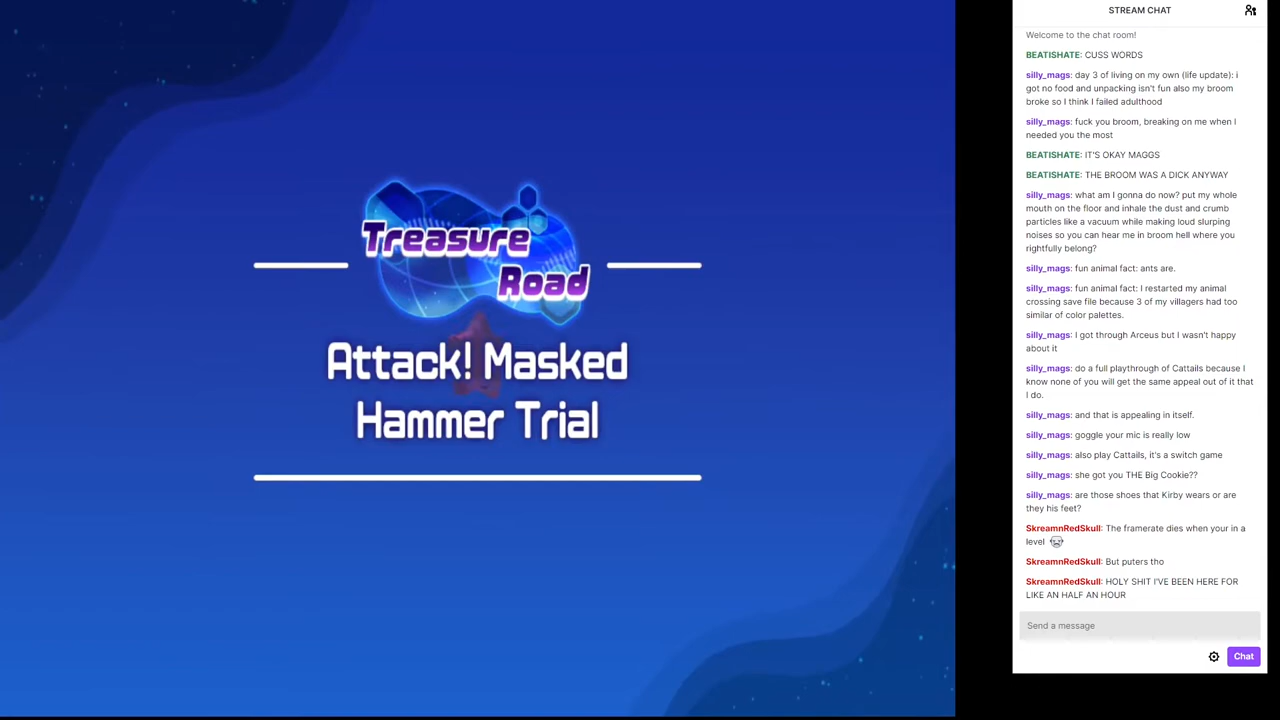 Treasure
Road
Attack! Masked
Hammer Trial
STREAM CHAT
Welcome to the chat room!
BEATISHATE: CUSS WORDS
silly_mags: day 3 of living on my own (life update): i
got no food and unpacking isn't fun also my broom
broke so I think I failed adulthood
silly_mags: fuck you broom, breaking on me when I
needed you the most
BEATISHATE: IT'S OKAY MAGGS
BEATISHATE: THE BROOM WAS A DICK ANYWAY
silly_mags: what am I gonna do now? put my whole
mouth on the floor and inhale the dust and crumb
particles like a vacuum while making loud slurping
noises so you can hear me in broom hell where you
rightfully belong?
silly_mags: fun animal fact: ants are.
silly_mags: fun animal fact: I restarted my animal
crossing save file because 3 of my villagers had too
similar of color palettes.
silly_mags: I got through Arceus but I wasn't happy
about it
silly_mags: do a full playthrough of Cattails because I
know none of you will get the same appeal out of it that
I do.
silly_mags: and that is appealing in itself.
silly_mags: goggle your mic is really low
silly_mags: also play Cattails, it's a switch game
silly_mags: she got you THE Big Cookie??
silly_mags: are those shoes that Kirby wears or are
they his feet?
SkreamnRedSkull: The framerate dies when your in a
level
SkreamnRedSkull: But puters tho
SkreamnRedSkull: HOLY SHIT I'VE BEEN HERE FOR
LIKE AN HALF AN HOUR
Send a message
Chat